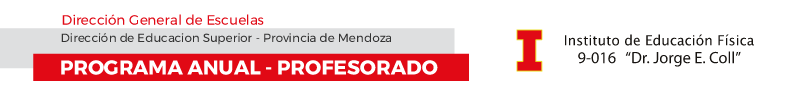 Dirección General de Escuelas
Dirección de Educacion Superior - Provincia de Mendoza
PROGRAMA ANUAL - PROFESORADO
I
Instituto de Educación Física
9-016 "Dr. Jorge E. Coll"